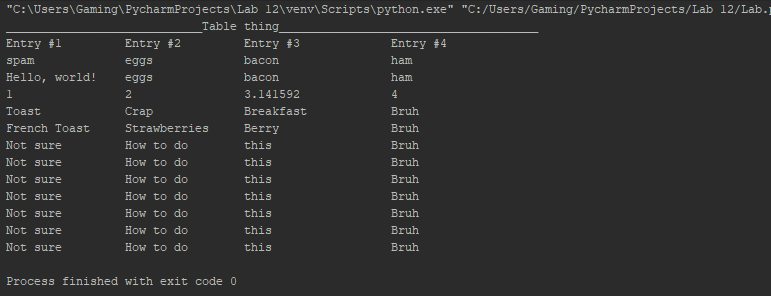 "C:\Users\Gaming\PycharmProjects\Lab 12\venv\Scripts\python.exe" "C:/Users/Gaming/PycharmProjects/Lab 12/Lab.p
____________________________Table thing_____________________________________
Entry #1 Entry #2 Entry #3 Entry #4
spam eggs bacon ham
Hello, world! eggs bacon ham
1 2 3.141592 4
Toast Crap Breakfast Bruh
French Toast Strawberries Berry Bruh
Not sure How to do this Bruh
Not sure How to do this Bruh
Not sure How to do this Bruh
Not sure How to do this Bruh
Not sure How to do this Bruh
Not sure How to do this Bruh
Not sure How to do this Bruh
Process finished with exit code 0